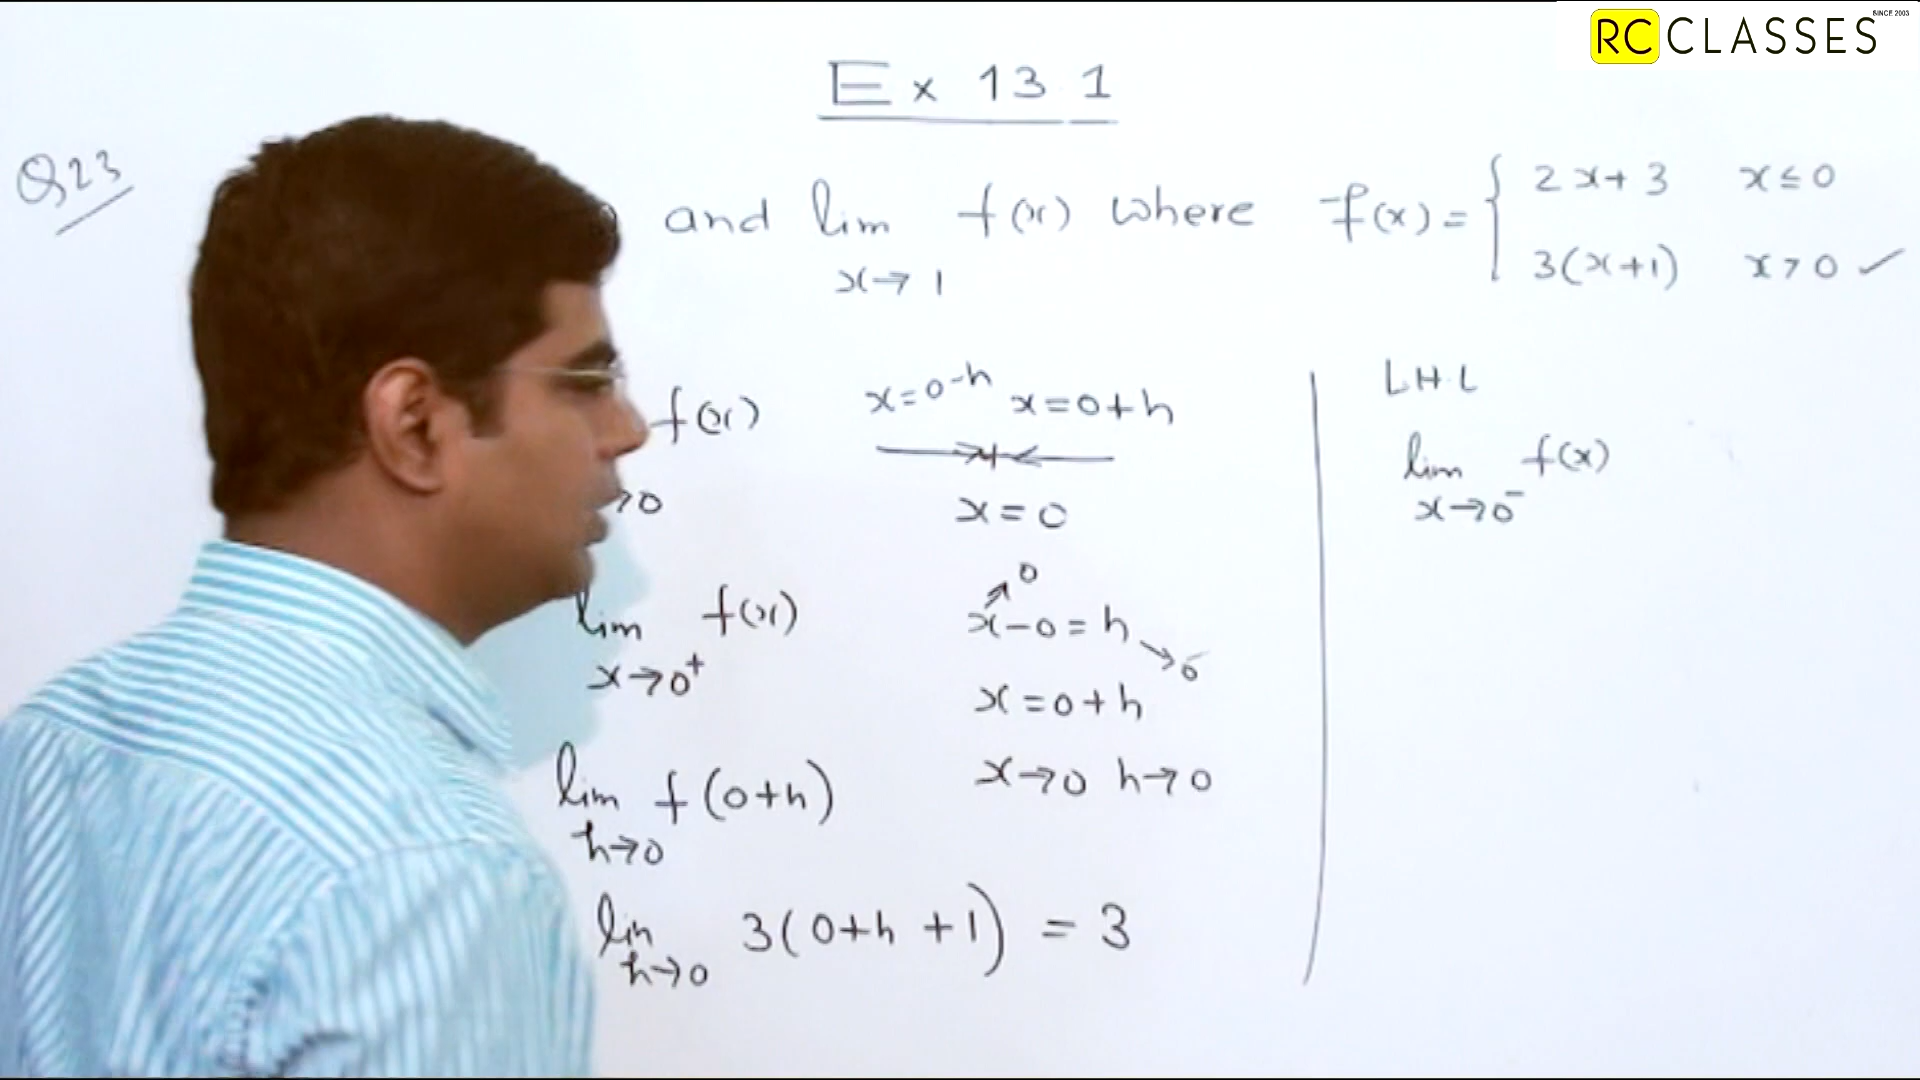 RC CLASSES SINCE 2003
Ex 13.1
Q23
and lim f(x) where f(x) = { 2x+3 x≤0
x→1
3(x+1) x>0 ✓
f(x)
→0
x=0-h x=0+h
x=0
lim f(x)
x→0⁺
0
x-0=h →0
x=0+h
lim f(0+h)
h→0
x→0 h→0
lim 3(0+h+1) = 3
h→0
L.H.L
lim f(x)
x→0⁻